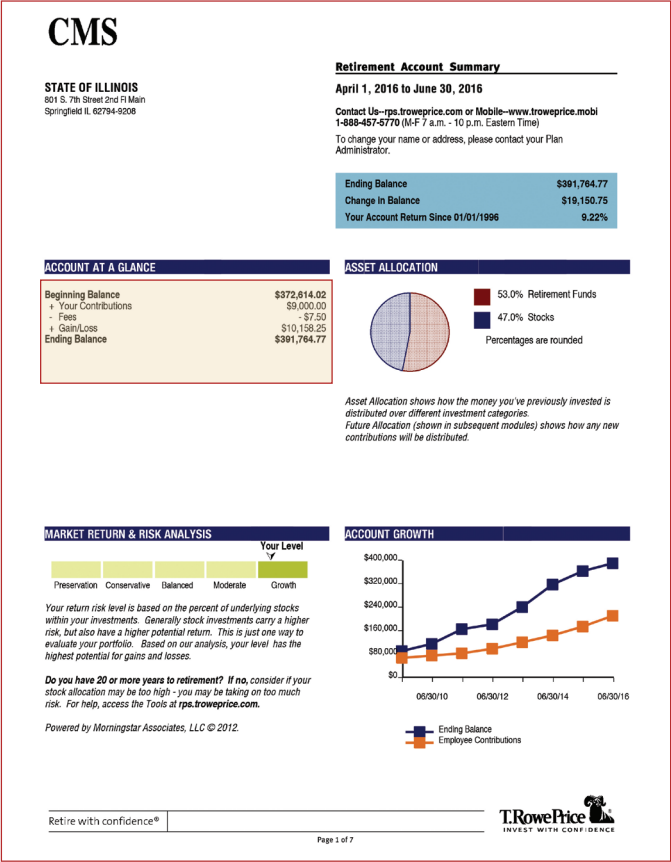 CMS
Retirement Account Summary
STATE OF ILLINOIS
801 S. 7th Street 2nd Fl Main
Springfield IL 62794-9208
April 1, 2016 to June 30, 2016
Contact Us--rps.troweprice.com or Mobile--www.troweprice.mobi
1-888-457-5770 (M-F 7 a.m. - 10 p.m. Eastern Time)
To change your name or address, please contact your Plan
Administrator.
Ending Balance $391,764.77
Change in Balance $19,150.75
Your Account Return Since 01/01/1996 9.22%
ACCOUNT AT A GLANCE
Beginning Balance $372,614.02
+ Your Contributions $9,000.00
- Fees - $7.50
+ Gain/Loss $10,158.25
Ending Balance $391,764.77
ASSET ALLOCATION
53.0% Retirement Funds
47.0% Stocks
Percentages are rounded
Asset Allocation shows how the money you've previously invested is
distributed over different investment categories.
Future Allocation (shown in subsequent modules) shows how any new
contributions will be distributed.
MARKET RETURN & RISK ANALYSIS
Your Level
Preservation Conservative Balanced Moderate Growth
Your return risk level is based on the percent of underlying stocks
within your investments. Generally stock investments carry a higher
risk, but also have a higher potential return. This is just one way to
evaluate your portfolio. Based on our analysis, your level has the
highest potential for gains and losses.
Do you have 20 or more years to retirement? If no, consider if your
stock allocation may be too high - you may be taking on too much
risk. For help, access the Tools at rps.troweprice.com.
Powered by Morningstar Associates, LLC © 2012.
ACCOUNT GROWTH
$400,000
$320,000
$240,000
$160,000
$80,000
$0
06/30/10 06/30/12 06/30/14 06/30/16
Ending Balance
Employee Contributions
Retire with confidence®
T.RowePrice
INVEST WITH CONFIDENCE
Page 1 of 7